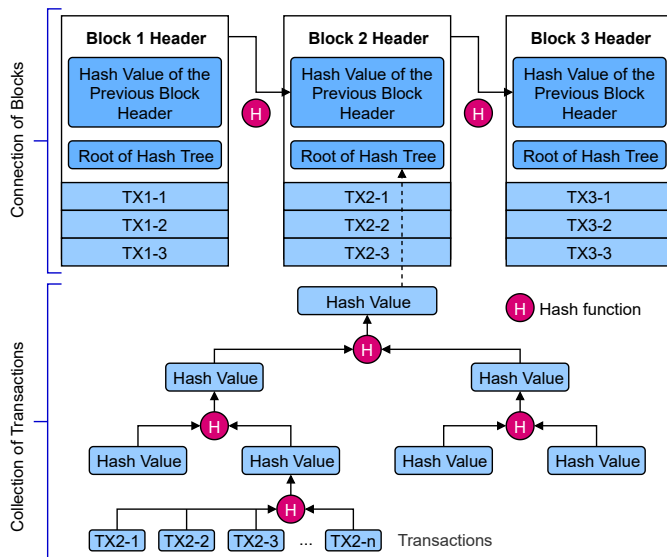 Connection of Blocks
Block 1 Header
Hash Value of the
Previous Block
Header
Root of Hash Tree
TX1-1
TX1-2
TX1-3
H
Block 2 Header
Hash Value of the
Previous Block
Header
Root of Hash Tree
TX2-1
TX2-2
TX2-3
H
Block 3 Header
Hash Value of the
Previous Block
Header
Root of Hash Tree
TX3-1
TX3-2
TX3-3
Collection of Transactions
Hash Value
H Hash function
H
Hash Value
Hash Value
H
H
Hash Value
Hash Value
Hash Value
Hash Value
H
TX2-1
TX2-2
TX2-3
...
TX2-n
Transactions